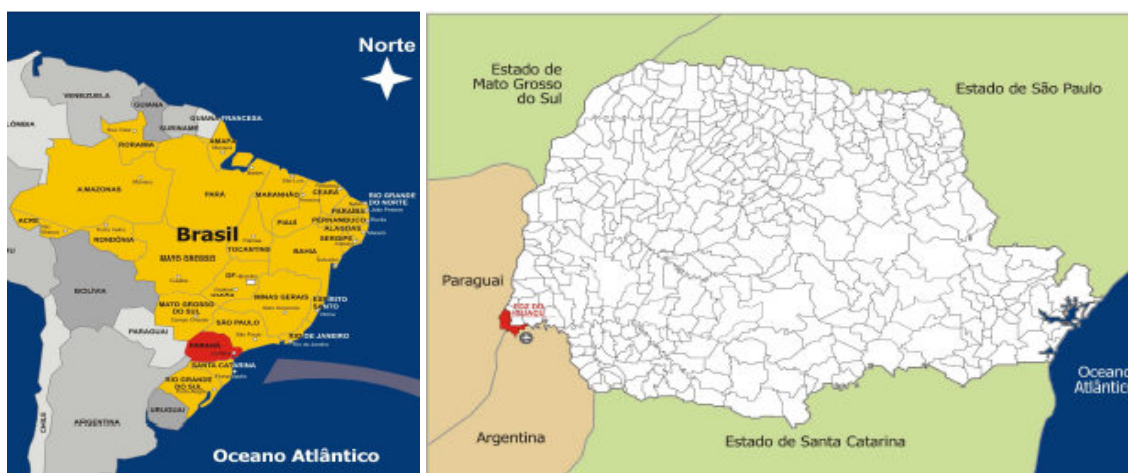 Norte
VENEZUELA
GUIANA
LÔMBIA
SURINAME
GUIANA FRANCESA
RORAIMA
AMAPÁ
AMAZONAS
PARÁ
MARANHÃO
CEARÁ
RIO GRANDE
DO NORTE
PARAÍBA
PIAUÍ
PERNAMBUCO
ALAGOAS
SERGIPE
ACRE
RONDÔNIA
Brasil
TOCANTINS
BAHIA
MATO GROSSO
DF
BOLÍVIA
MINAS GERAIS
ESPÍRITO
SANTO
MATO GROSSO
DO SUL
SÃO PAULO
RIO DE JANEIRO
PARAGUAI
PARANÁ
SANTA CATARINA
RIO GRANDE
DO SUL
URUGUAI
CHILE
ARGENTINA
Oceano Atlântico
Estado de
Mato Grosso
do Sul
Estado de São Paulo
Paraguai
FOZ DO
IGUAÇU
Oceano
Atlântic
Argentina
Estado de Santa Catarina